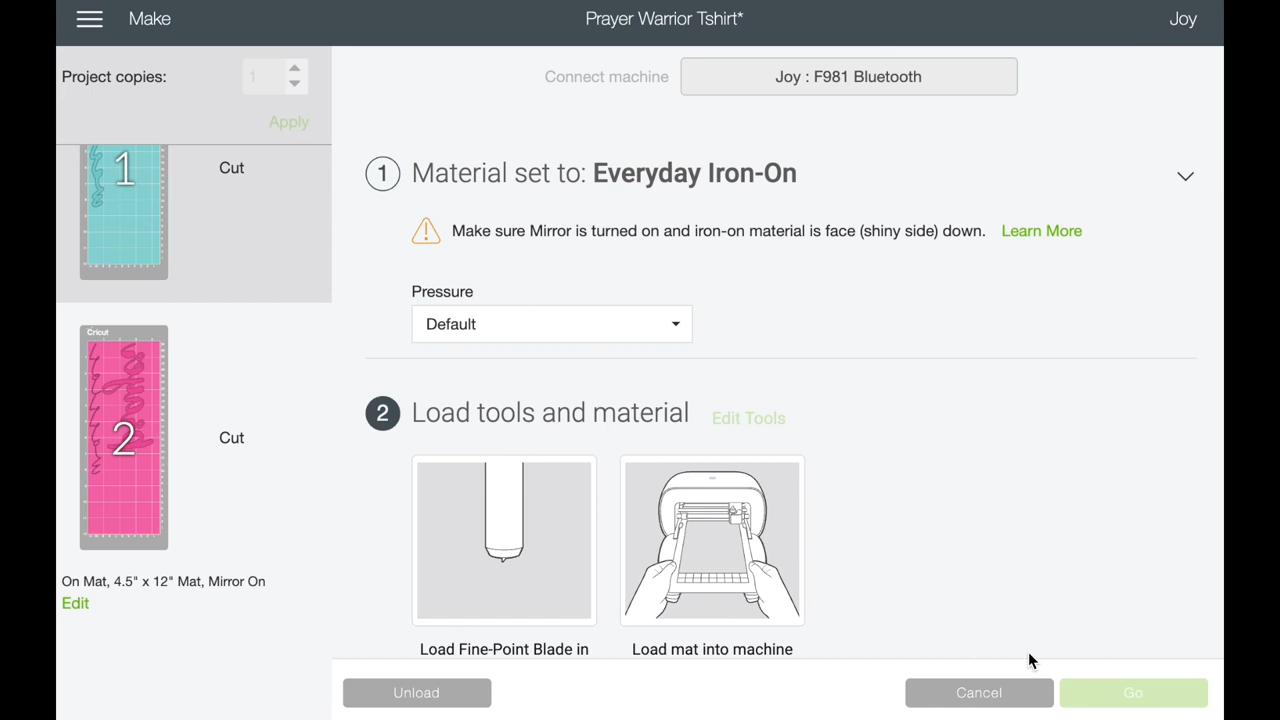 Make
Prayer Warrior Tshirt*
Joy
Project copies:
1
Apply
Connect machine
Joy : F981 Bluetooth
1
Cut
1 Material set to: Everyday Iron-On
Make sure Mirror is turned on and iron-on material is face (shiny side) down. Learn More
Pressure
Default
Cricut
2
Cut
On Mat, 4.5" x 12" Mat, Mirror On
Edit
2 Load tools and material
Edit Tools
Load Fine-Point Blade in
Load mat into machine
Unload
Cancel
Go